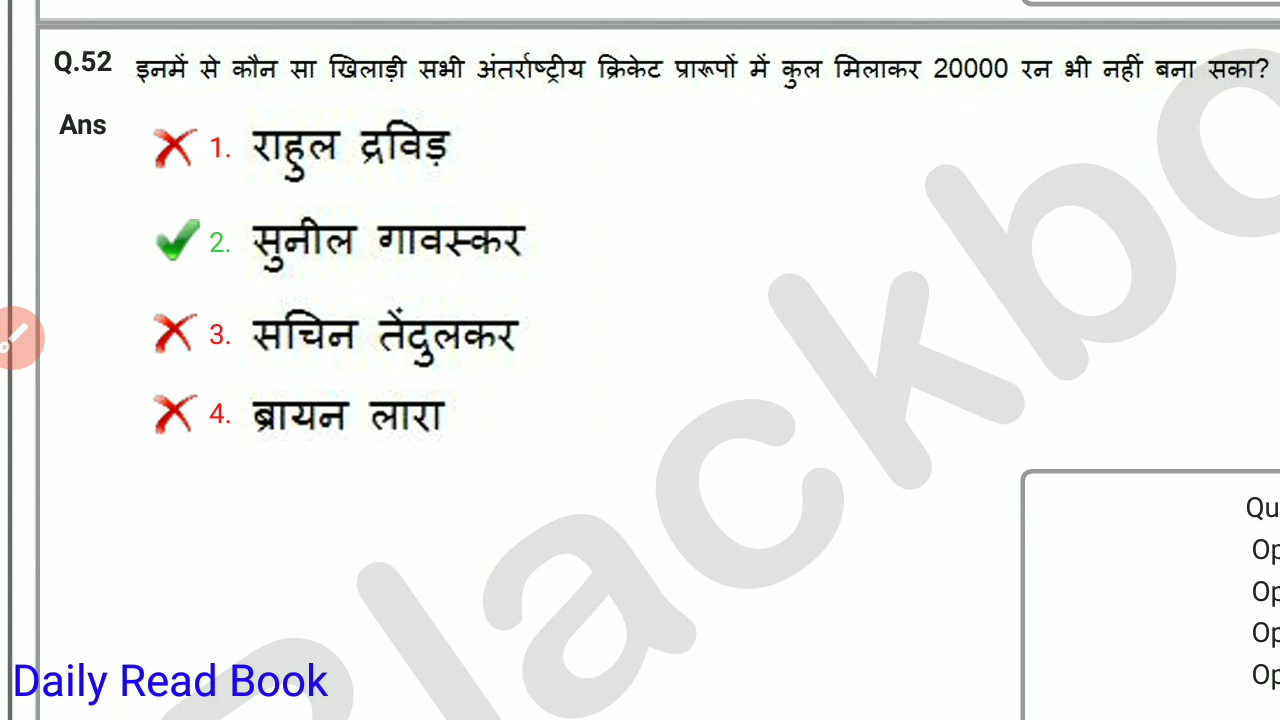 Q.52 इनमें से कौन सा खिलाड़ी सभी अंतर्राष्ट्रीय क्रिकेट प्रारूपों में कुल मिलाकर 20000 रन भी नहीं बना सका?
Ans
1. राहुल द्रविड़
2. सुनील गावस्कर
3. सचिन तेंदुलकर
4. ब्रायन लारा
Qu
Op
Op
Op
Op
Daily Read Book